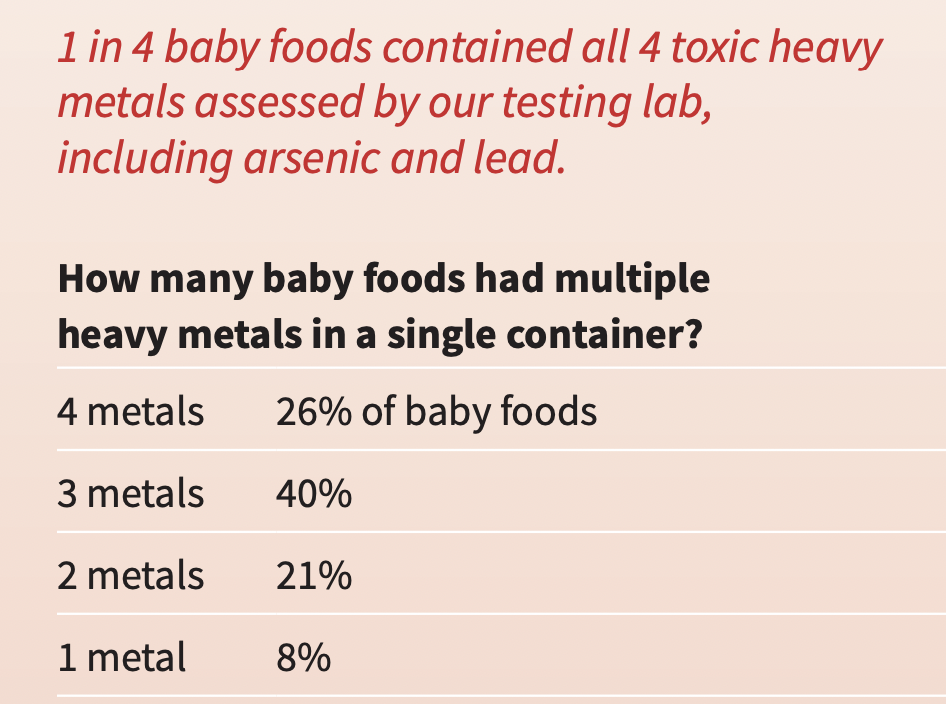 1 in 4 baby foods contained all 4 toxic heavy
metals assessed by our testing lab,
including arsenic and lead.
How many baby foods had multiple
heavy metals in a single container?
4 metals 26% of baby foods
3 metals 40%
2 metals 21%
1 metal 8%